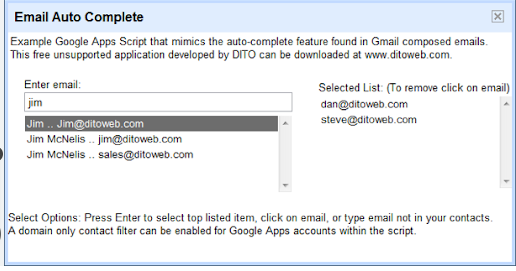 Email Auto Complete
Example Google Apps Script that mimics the auto-complete feature found in Gmail composed emails.
This free unsupported application developed by DITO can be downloaded at www.ditoweb.com.
Enter email:
jim
Jim .. Jim@ditoweb.com
Jim McNelis .. jim@ditoweb.com
Jim McNelis .. sales@ditoweb.com
Selected List: (To remove click on email)
dan@ditoweb.com
steve@ditoweb.com
Select Options: Press Enter to select top listed item, click on email, or type email not in your contacts.
A domain only contact filter can be enabled for Google Apps accounts within the script.